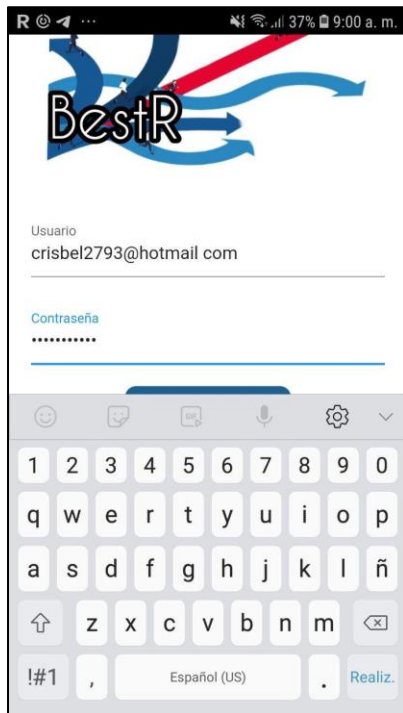 R ... 37% 9:00 a. m.
BestR
Usuario
crisbel2793@hotmail com
Contraseña
•••••••••••
GIF
1 2 3 4 5 6 7 8 9 0
q w e r t y u i o p
a s d f g h j k l ñ
z x c v b n m
!#1 , Español (US) . Realiz.